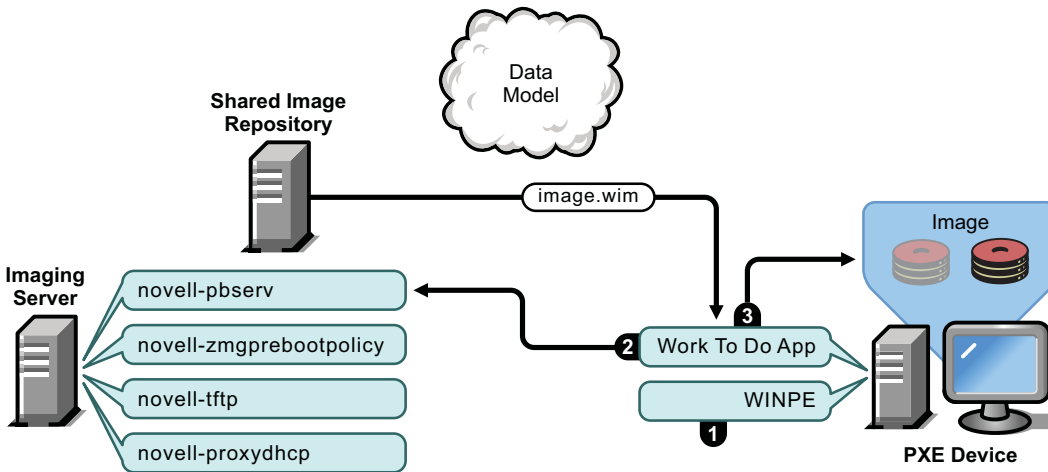 Data
Model
Shared Image
Repository
image.wim
Image
Imaging
Server
novell-pbserv
novell-zmgprebootpolicy
novell-tftp
novell-proxydhcp
3
2
Work To Do App
WINPE
1
PXE Device